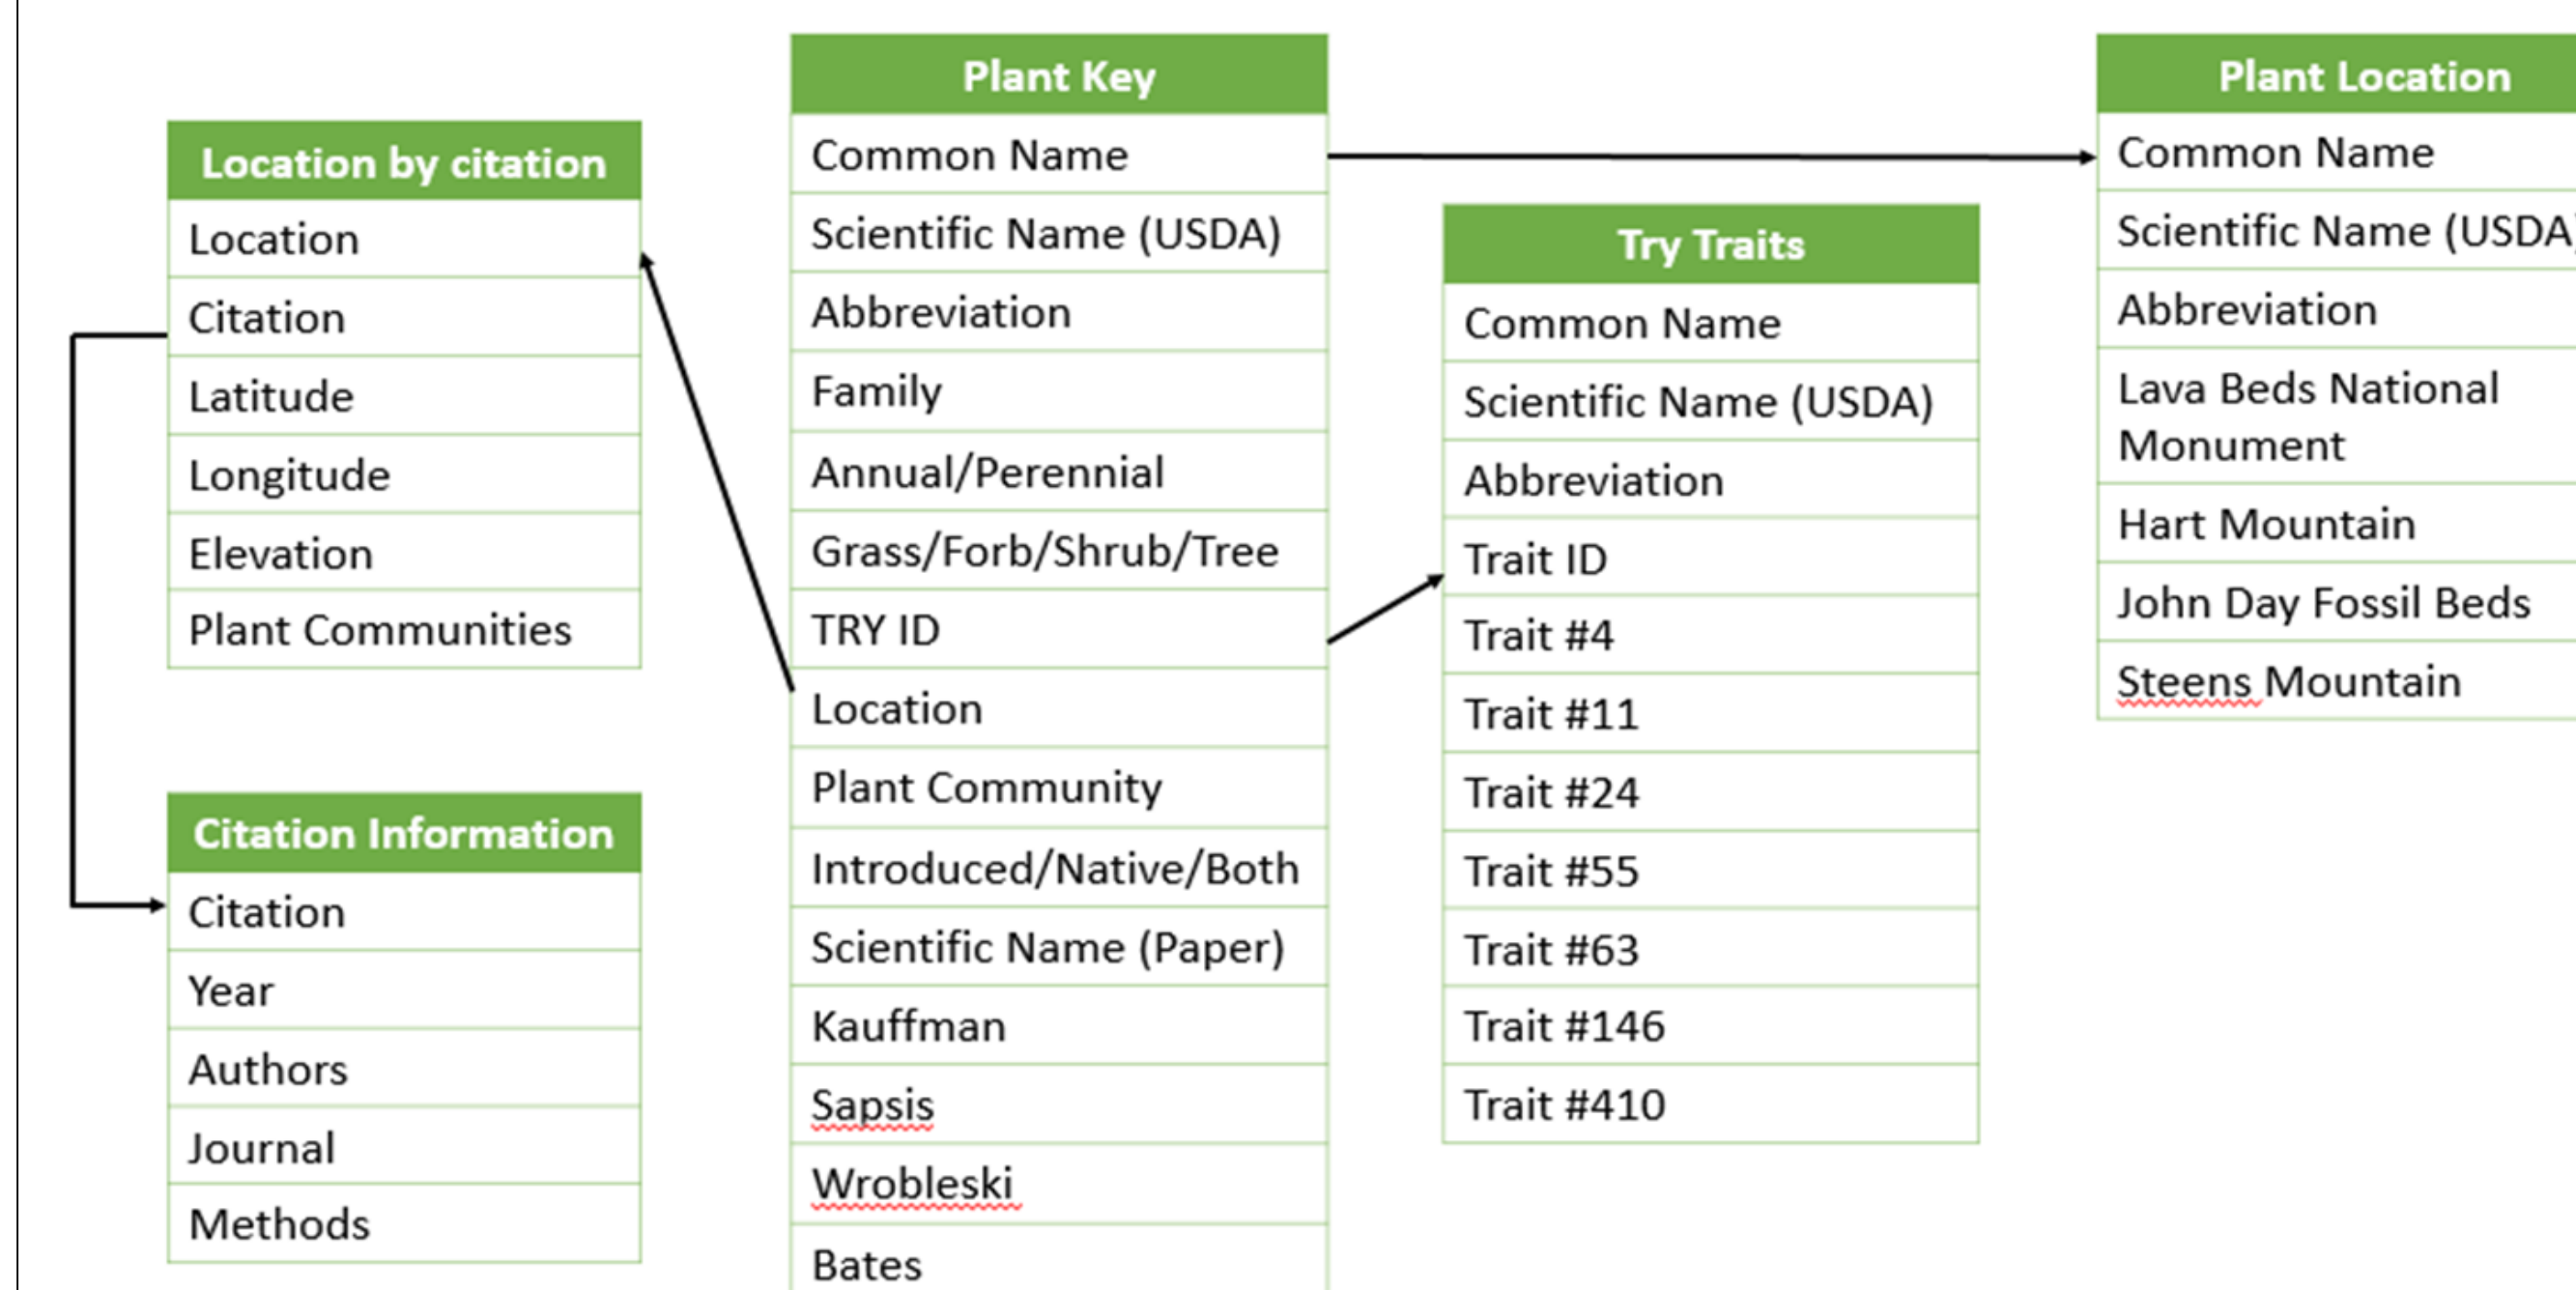 Location by citation
Location
Citation
Latitude
Longitude
Elevation
Plant Communities
Citation Information
Citation
Year
Authors
Journal
Methods
Plant Key
Common Name
Scientific Name (USDA)
Abbreviation
Family
Annual/Perennial
Grass/Forb/Shrub/Tree
TRY ID
Location
Plant Community
Introduced/Native/Both
Scientific Name (Paper)
Kauffman
Sapsis
Wrobleski
Bates
Try Traits
Common Name
Scientific Name (USDA)
Abbreviation
Trait ID
Trait #4
Trait #11
Trait #24
Trait #55
Trait #63
Trait #146
Trait #410
Plant Location
Common Name
Scientific Name (USDA)
Abbreviation
Lava Beds National
Monument
Hart Mountain
John Day Fossil Beds
Steens Mountain